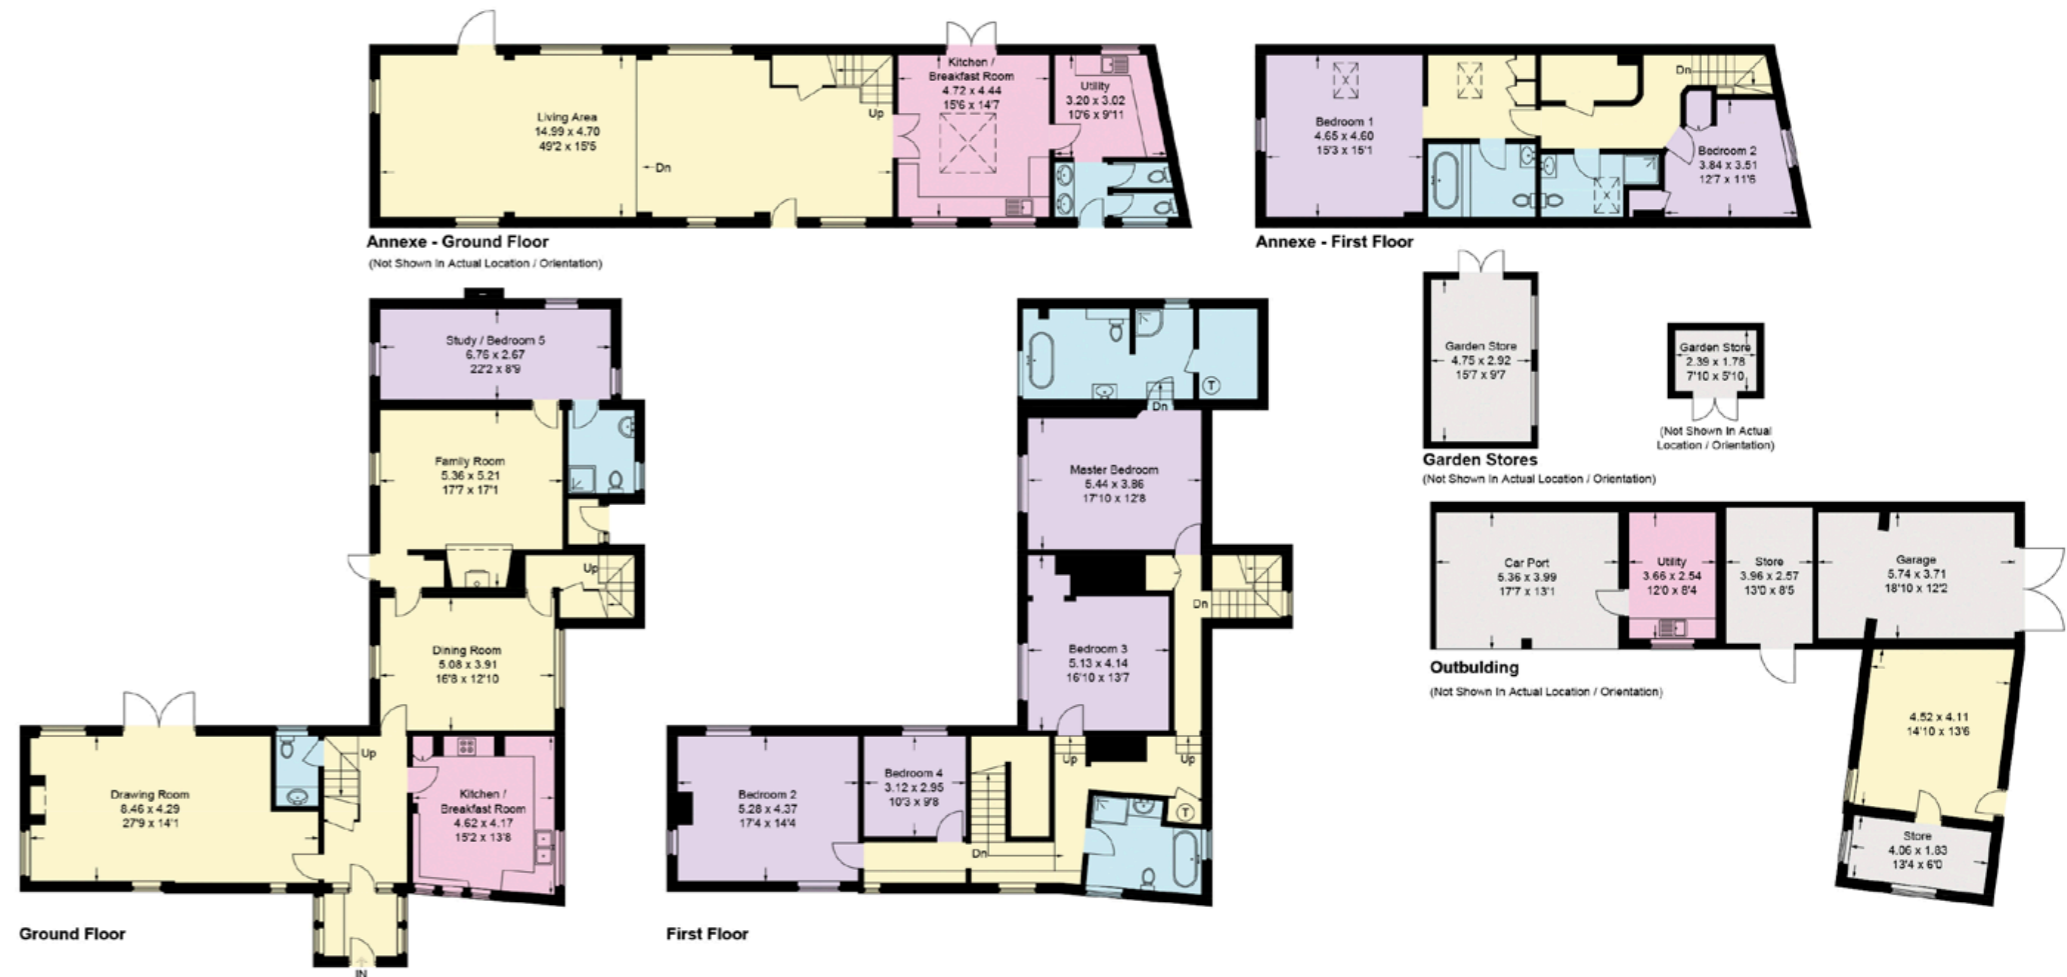 Living Area
14.99 x 4.70
49'2 x 15'5
Dn
Up
Kitchen /
Breakfast Room
4.72 x 4.44
15'6 x 14'7
Utility
3.20 x 3.02
10'6 x 9'11
Annexe - Ground Floor
(Not Shown In Actual Location / Orientation)
Bedroom 1
4.65 x 4.60
15'3 x 15'1
Dn
Bedroom 2
3.84 x 3.51
12'7 x 11'6
Annexe - First Floor
Garden Store
4.75 x 2.92
15'7 x 9'7
Garden Stores
(Not Shown In Actual Location / Orientation)
Garden Store
2.39 x 1.78
7'10 x 5'10
(Not Shown In Actual
Location / Orientation)
Study / Bedroom 5
6.76 x 2.67
22'2 x 8'9
Family Room
5.36 x 5.21
17'7 x 17'1
Up
Dining Room
5.08 x 3.91
16'8 x 12'10
Up
Drawing Room
8.46 x 4.29
27'9 x 14'1
Kitchen /
Breakfast Room
4.62 x 4.17
15'2 x 13'8
IN
Ground Floor
T
Dn
Master Bedroom
5.44 x 3.86
17'10 x 12'8
Dn
Bedroom 3
5.13 x 4.14
16'10 x 13'7
Up
Up
Bedroom 2
5.28 x 4.37
17'4 x 14'4
Bedroom 4
3.12 x 2.95
10'3 x 9'8
Dn
T
First Floor
Car Port
5.36 x 3.99
17'7 x 13'1
Utility
3.66 x 2.54
12'0 x 8'4
Store
3.96 x 2.57
13'0 x 8'5
Garage
5.74 x 3.71
18'10 x 12'2
Outbulding
(Not Shown In Actual Location / Orientation)
4.52 x 4.11
14'10 x 13'6
Store
4.06 x 1.83
13'4 x 6'0